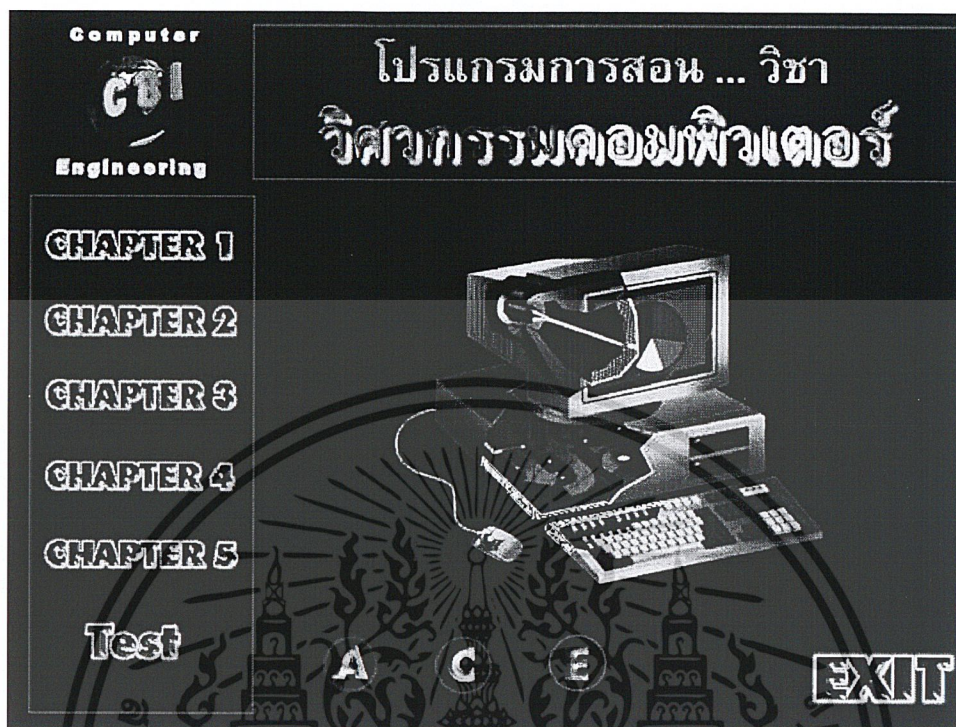 Computer
CUI
Engineering
โปรแกรมการสอน ... วิชา
วิศวกรรมคอมพิวเตอร์
CHAPTER 1
CHAPTER 2
CHAPTER 3
CHAPTER 4
CHAPTER 5
Test
A C E
EXIT